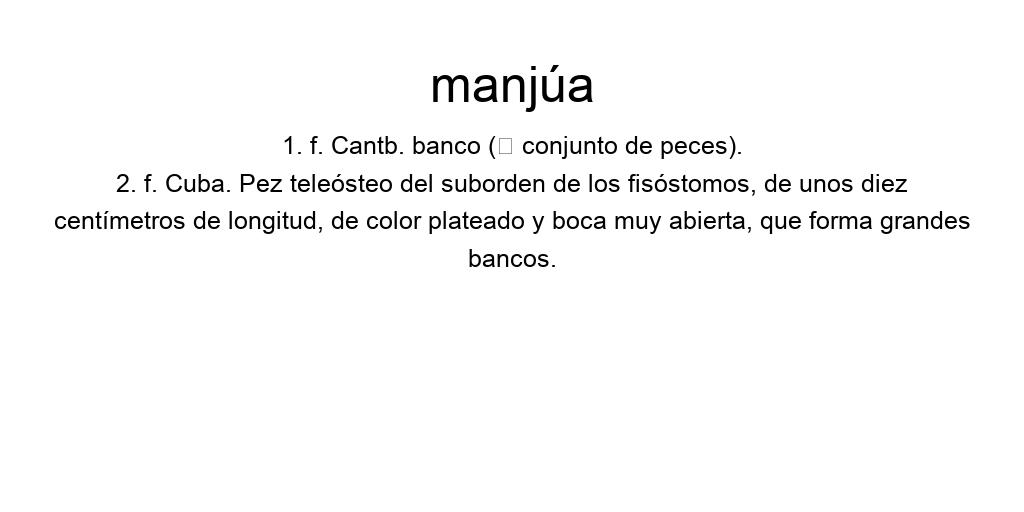 manjúa
1. f. Cantb. banco (□ conjunto de peces).
2. f. Cuba. Pez teleósteo del suborden de los fisóstomos, de unos diez
centímetros de longitud, de color plateado y boca muy abierta, que forma grandes
bancos.